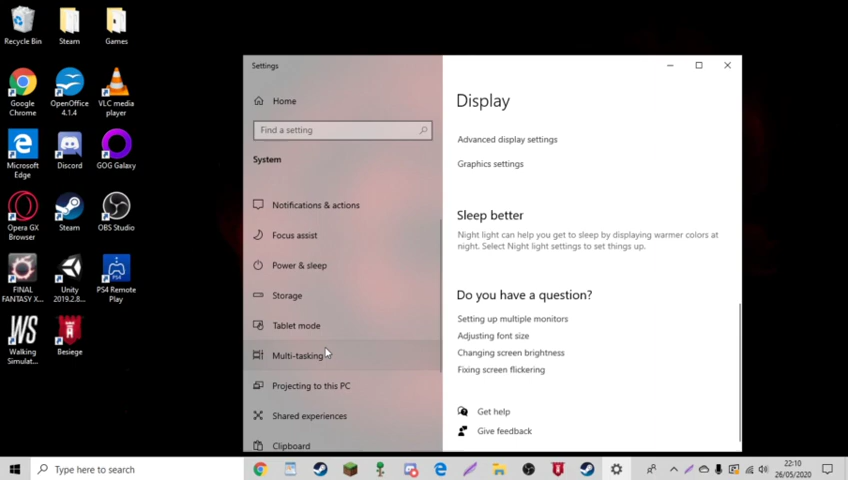 Recycle Bin
Steam
Games
Google Chrome
OpenOffice 4.1.4
VLC media player
Microsoft Edge
Discord
GOG Galaxy
Opera GX Browser
Steam
OBS Studio
FINAL FANTASY X...
Unity 2019.2.8...
PS4 Remote Play
WS
Walking Simulat...
Besiege
Settings
Home
Find a setting
System
Notifications & actions
Focus assist
Power & sleep
Storage
Tablet mode
Multi-tasking
Projecting to this PC
Shared experiences
Clipboard
Display
Advanced display settings
Graphics settings
Sleep better
Night light can help you get to sleep by displaying warmer colors at
night. Select Night light settings to set things up.
Do you have a question?
Setting up multiple monitors
Adjusting font size
Changing screen brightness
Fixing screen flickering
Get help
Give feedback
Type here to search
22:10
26/05/2020